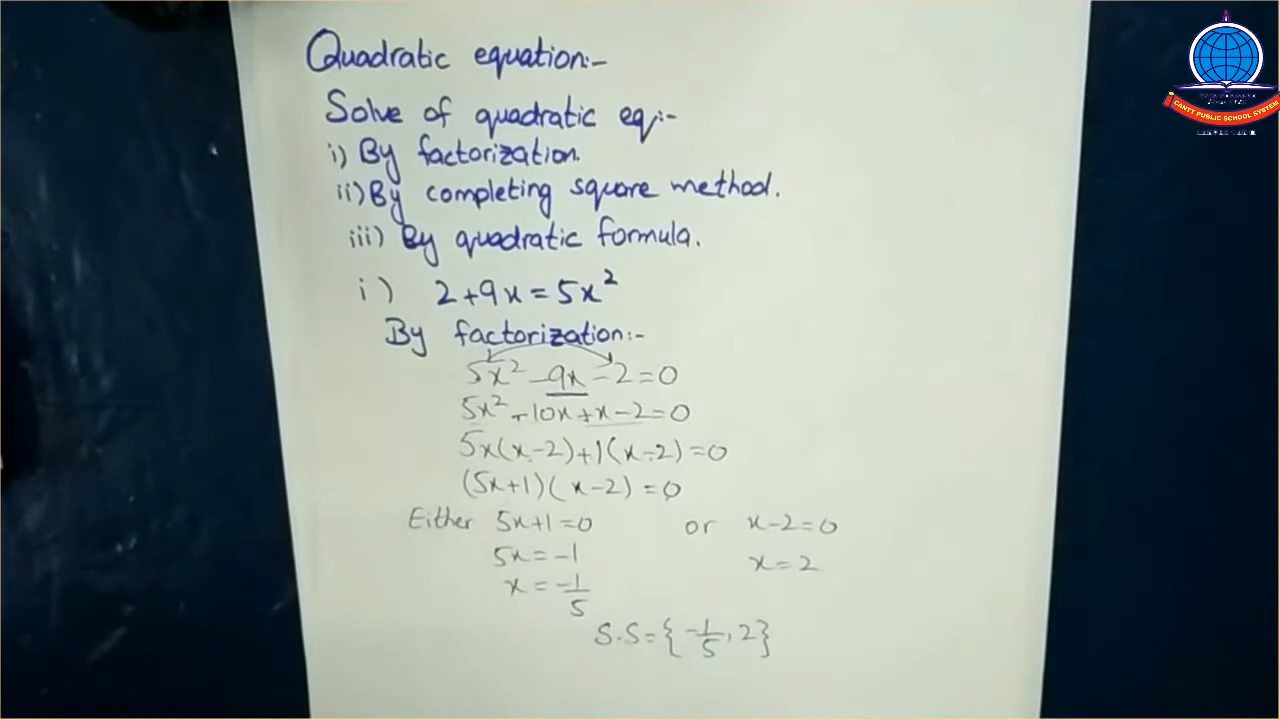 Quadratic equation:-
Solve of quadratic eq:-
i) By factorization.
ii) By completing square method.
iii) By quadratic formula.
i) 2+9x=5x²
By factorization:-
5x²-9x-2=0
5x²-10x+x-2=0
5x(x-2)+1(x-2)=0
(5x+1)(x-2)=0
Either 5x+1=0 or x-2=0
5x=-1
x=2
x=-1/5
S.S={-1/5, 2}
CANTT PUBLIC SCHOOL SYSTEM